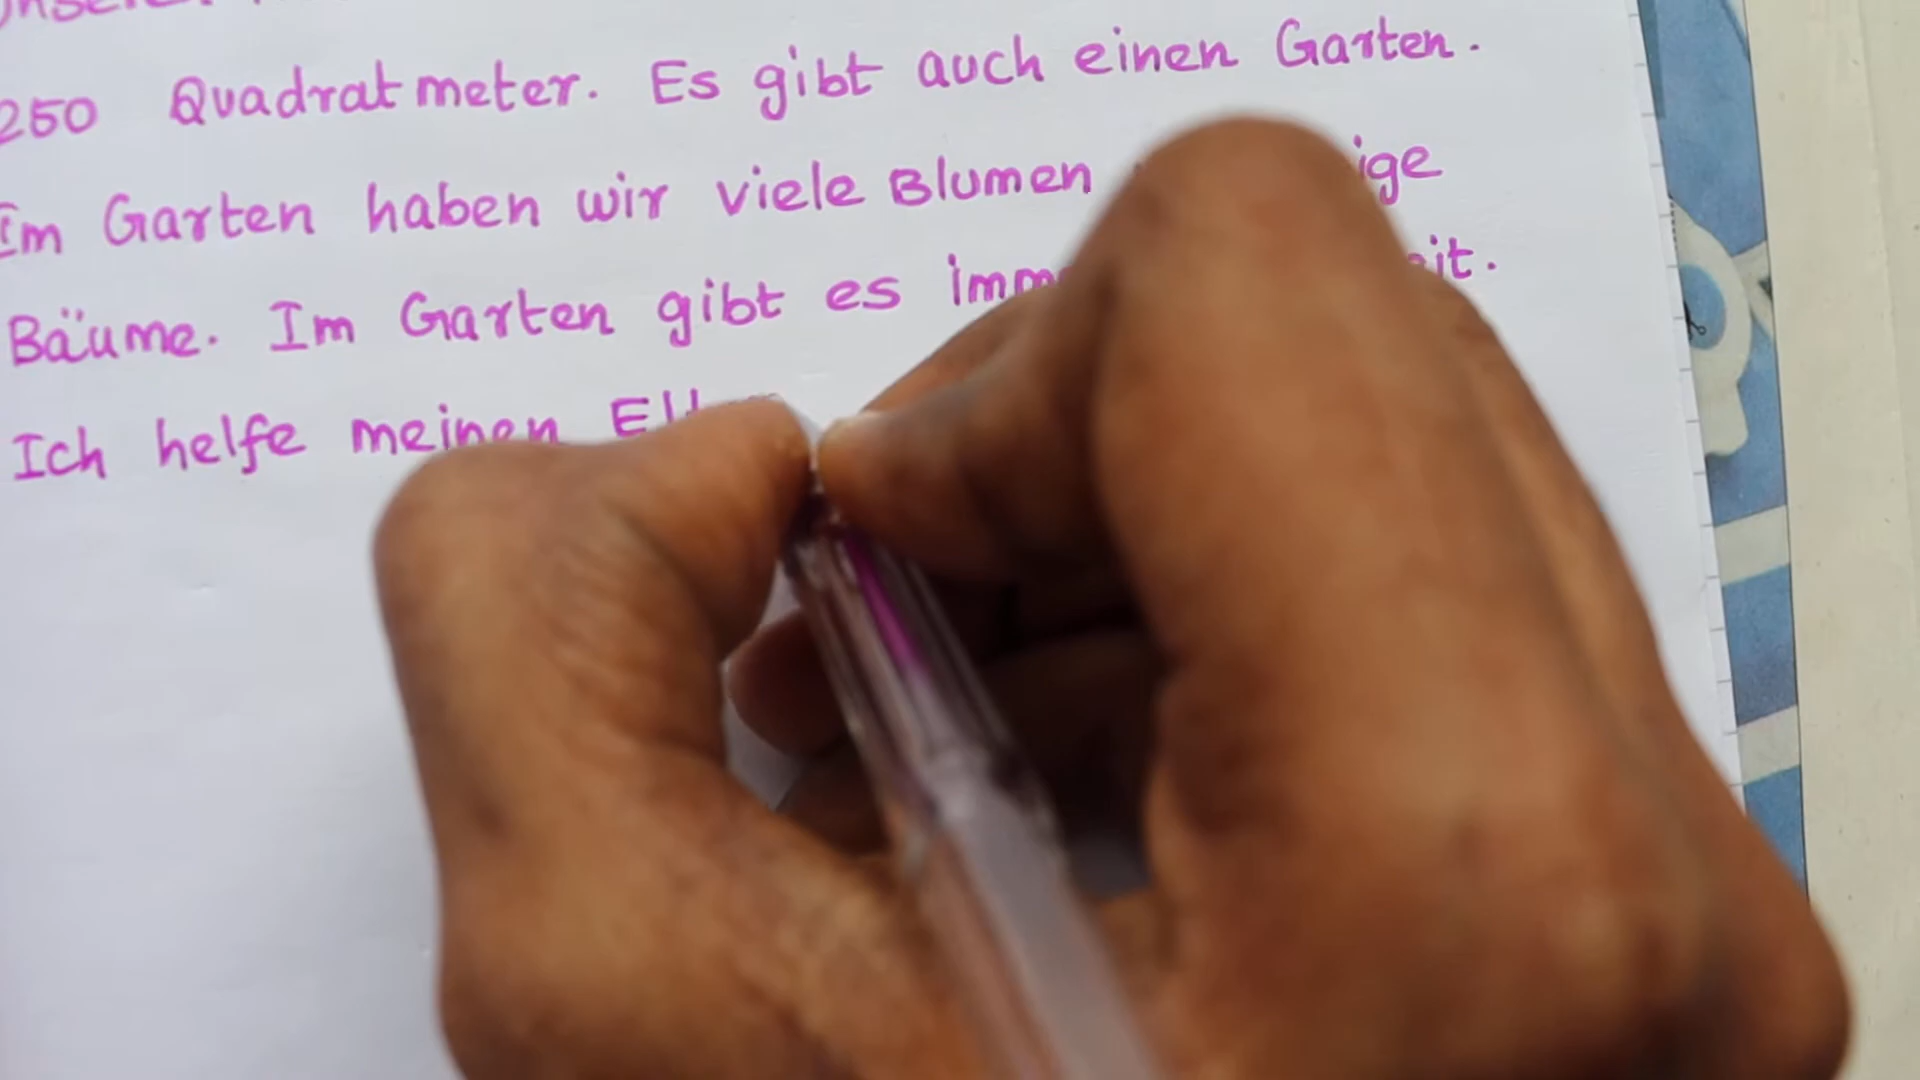 250 Quadratmeter. Es gibt auch einen Garten.
Im Garten haben wir viele Blumen
Bäume. Im Garten gibt es
Ich helfe meinen